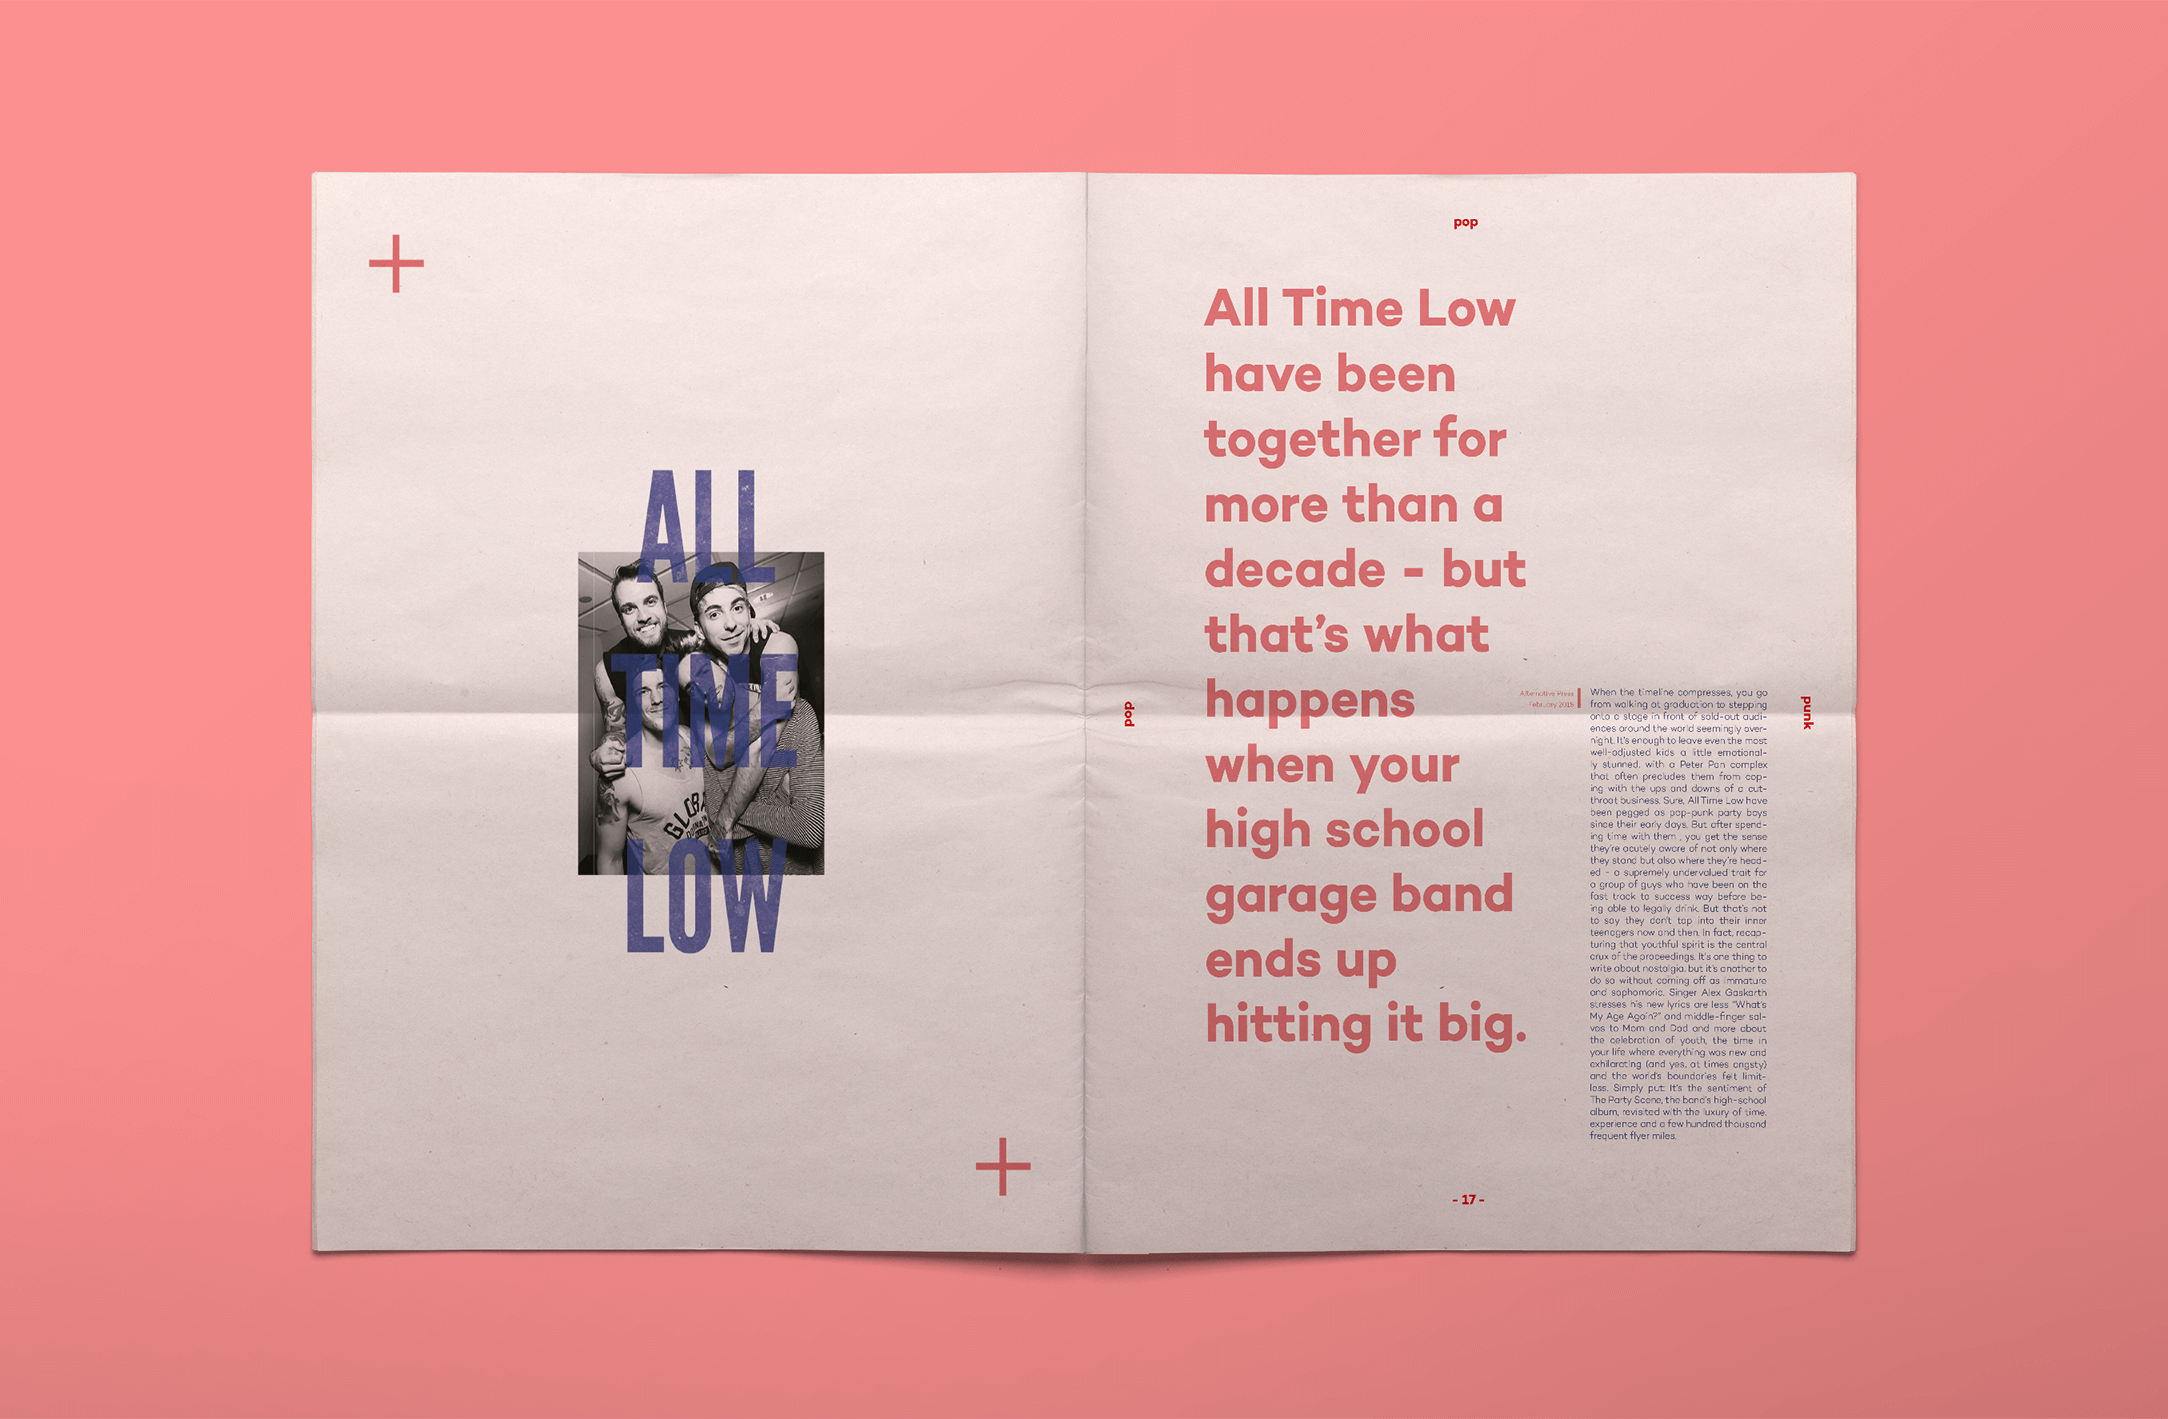 ALL
TIME
LOW
GLOBA
pop
All Time Low
have been
together for
more than a
decade - but
that's what
happens
when your
high school
garage band
ends up
hitting it big.
pop
Alternative Press
February 2015
When the timeline compresses, you go
from walking at graduation to stepping
onto a stage in front of sold-out audi-
ences around the world seemingly over-
night. It's enough to leave even the most
well-adjusted kids a little emotional-
ly stunned, with a Peter Pan complex
that often precludes them from cop-
ing with the ups and downs of a cut-
throat business. Sure, All Time Low have
been pegged as pop-punk party boys
since their early days. But after spend-
ing time with them , you get the sense
they're acutely aware of not only where
they stand but also where they're head-
ed - a supremely undervalued trait for
a group of guys who have been on the
fast track to success way before be-
ing able to legally drink. But that's not
to say they don't tap into their inner
teenagers now and then. In fact, recap-
turing that youthful spirit is the central
crux of the proceedings. It's one thing to
write about nostalgia, but it's another to
do so without coming off as immature
and sophomoric. Singer Alex Gaskarth
stresses his new lyrics are less "What's
My Age Again?" and middle-finger sal-
vos to Mom and Dad and more about
the celebration of youth, the time in
your life where everything was new and
exhilarating (and yes, at times angsty)
and the world's boundaries felt limit-
less. Simply put: It's the sentiment of
The Party Scene, the band's high-school
album, revisited with the luxury of time,
experience and a few hundred thousand
frequent flyer miles.
punk
- 17 -